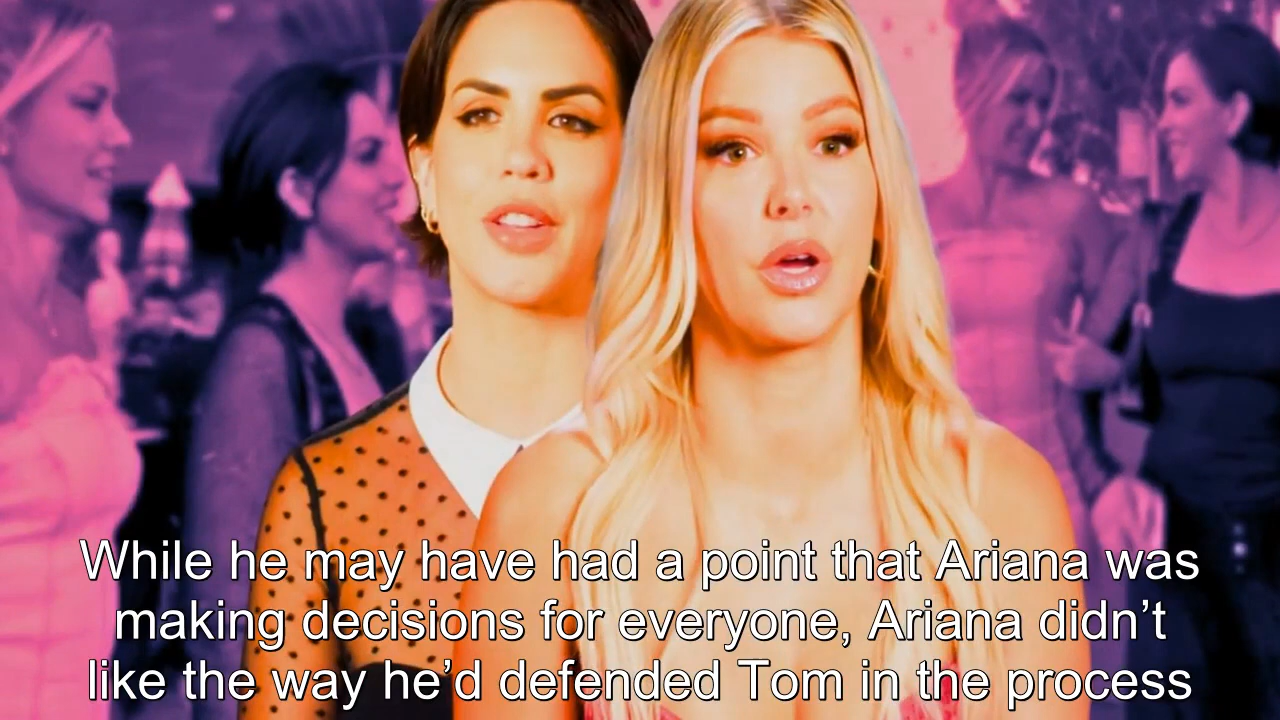 While he may have had a point that Ariana was
making decisions for everyone, Ariana didn’t
like the way he’d defended Tom in the process